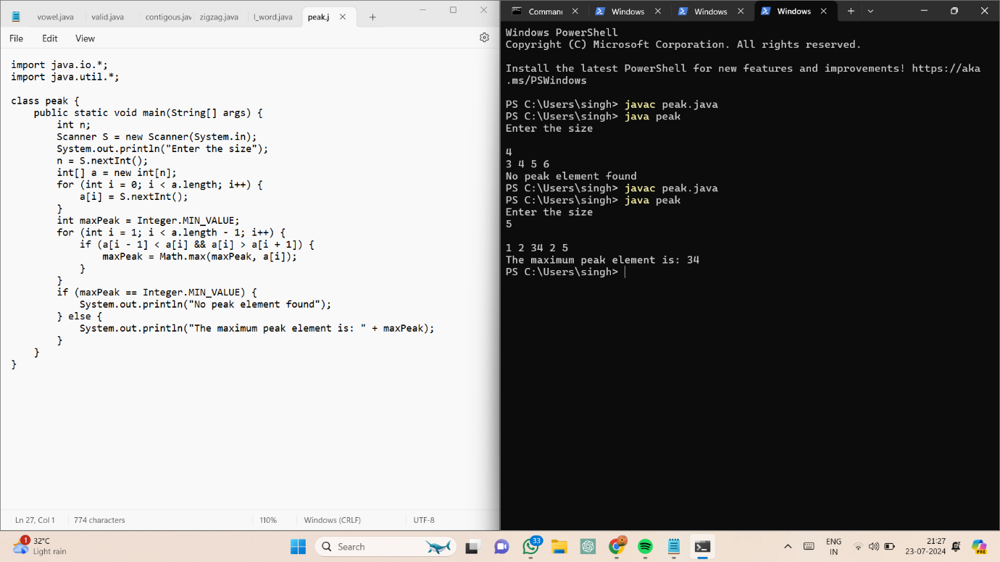 vowel.java valid.java contigous.jav zigzag.java l_word.java peak.j
File Edit View
import java.io.*;
import java.util.*;
class peak {
    public static void main(String[] args) {
        int n;
        Scanner S = new Scanner(System.in);
        System.out.println("Enter the size");
        n = S.nextInt();
        int[] a = new int[n];
        for (int i = 0; i < a.length; i++) {
            a[i] = S.nextInt();
        }
        int maxPeak = Integer.MIN_VALUE;
        for (int i = 1; i < a.length - 1; i++) {
            if (a[i - 1] < a[i] && a[i] > a[i + 1]) {
                maxPeak = Math.max(maxPeak, a[i]);
            }
        }
        if (maxPeak == Integer.MIN_VALUE) {
            System.out.println("No peak element found");
        } else {
            System.out.println("The maximum peak element is: " + maxPeak);
        }
    }
}
Ln 27, Col 1 774 characters 110% Windows (CRLF) UTF-8
Command Windows Windows Windows
Windows PowerShell
Copyright (C) Microsoft Corporation. All rights reserved.
Install the latest PowerShell for new features and improvements! https://aka
.ms/PSWindows
PS C:\Users\singh> javac peak.java
PS C:\Users\singh> java peak
Enter the size
4
3 4 5 6
No peak element found
PS C:\Users\singh> javac peak.java
PS C:\Users\singh> java peak
Enter the size
5
1 2 34 2 5
The maximum peak element is: 34
PS C:\Users\singh>
1 32°C
Light rain
Search
33
ENG
IN
21:27
23-07-2024
PRE